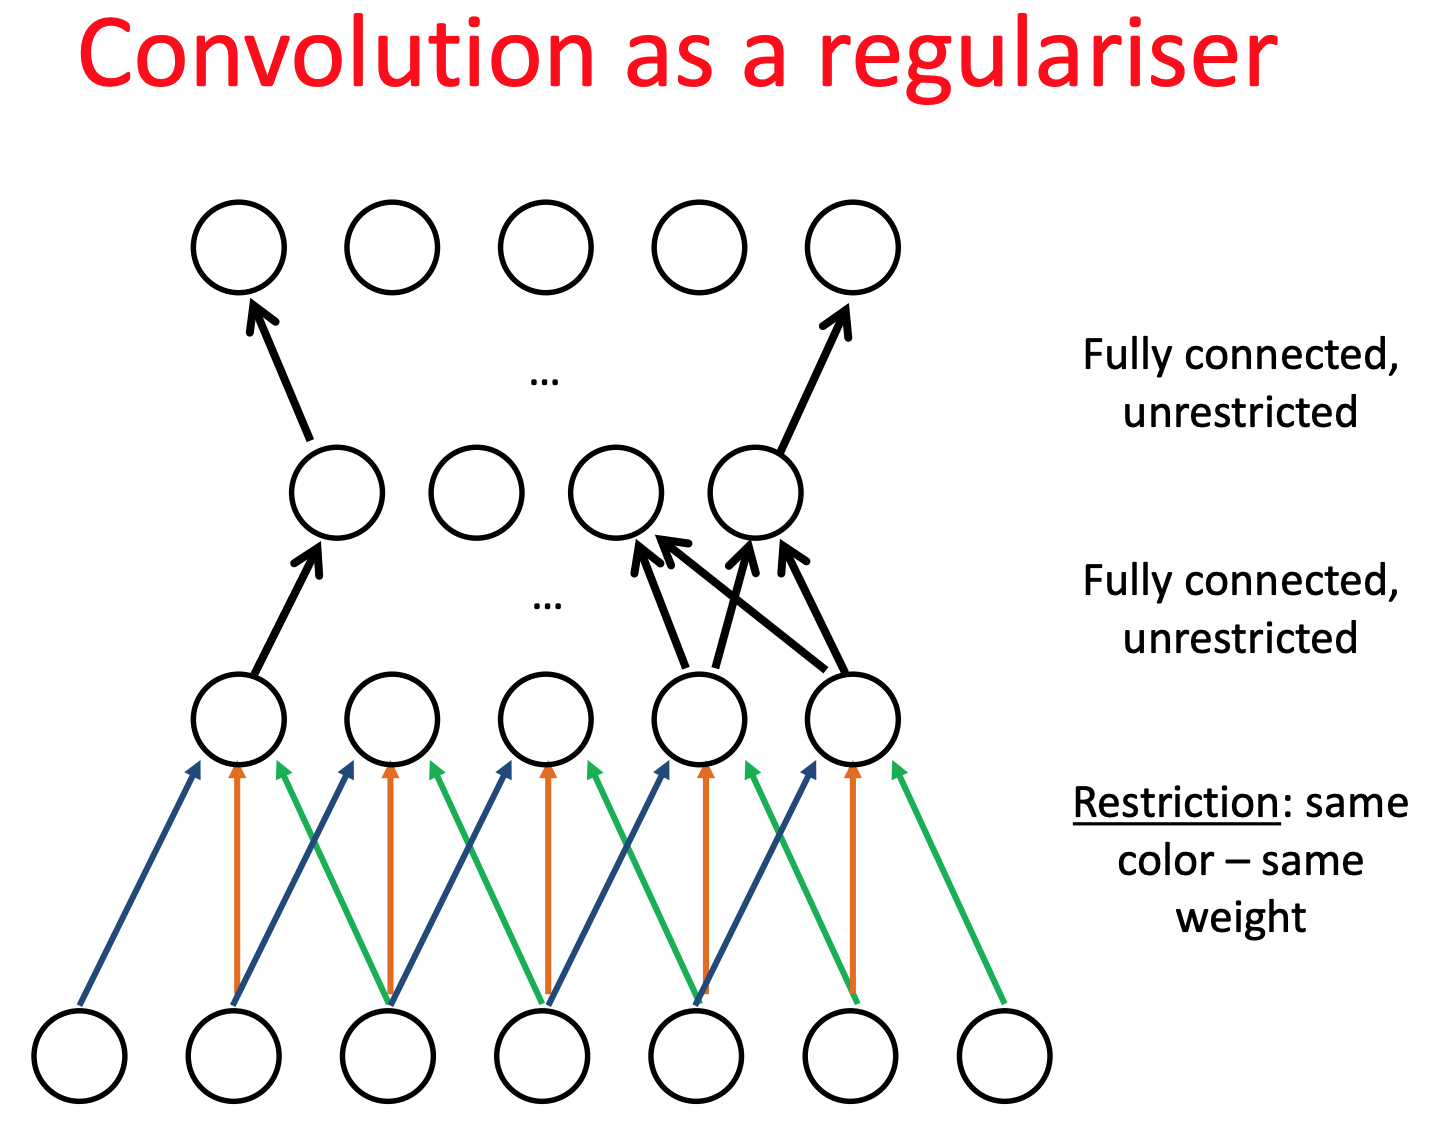 Convolution as a regulariser
Fully connected,
unrestricted
...
Fully connected,
unrestricted
...
Restriction: same
color – same
weight